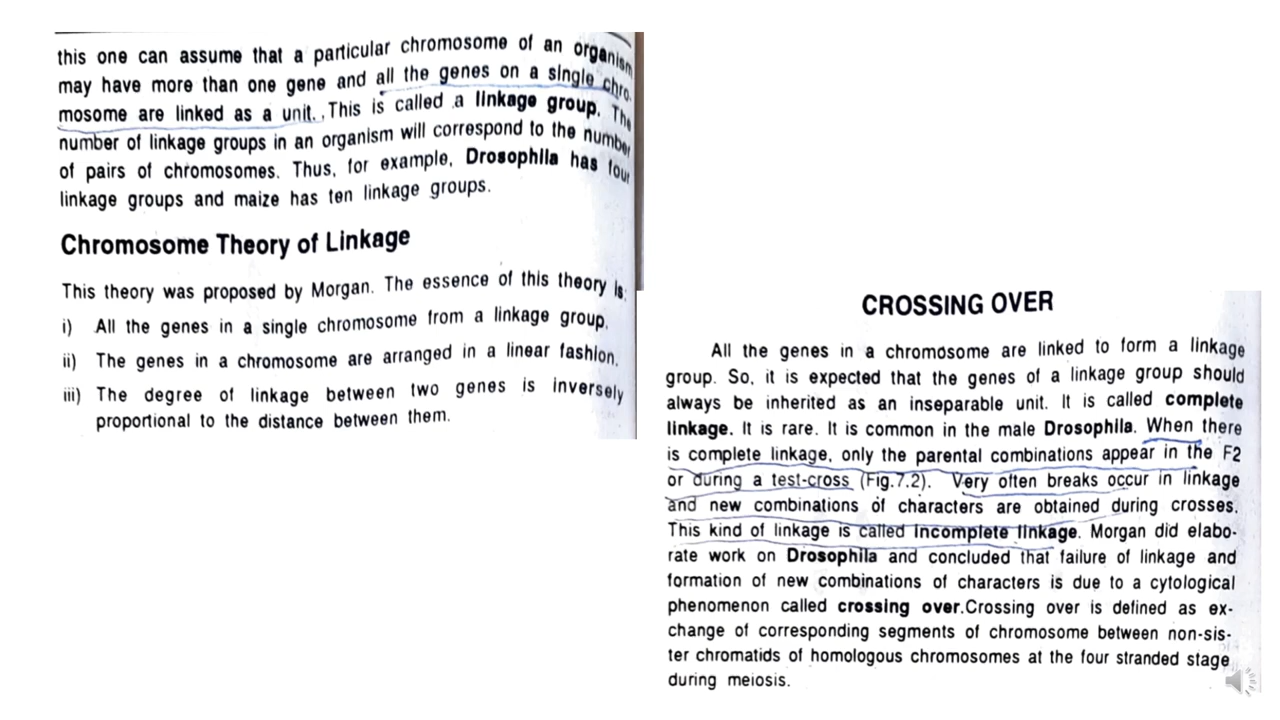 this one can assume that a particular chromosome of an organism
may have more than one gene and all the genes on a single chro-
mosome are linked as a unit. This is called a linkage group. The
number of linkage groups in an organism will correspond to the number
of pairs of chromosomes. Thus, for example, Drosophila has four
linkage groups and maize has ten linkage groups.
Chromosome Theory of Linkage
This theory was proposed by Morgan. The essence of this theory is:
i) All the genes in a single chromosome from a linkage group.
ii) The genes in a chromosome are arranged in a linear fashion.
iii) The degree of linkage between two genes is inversely
proportional to the distance between them.
CROSSING OVER
All the genes in a chromosome are linked to form a linkage
group. So, it is expected that the genes of a linkage group should
always be inherited as an inseparable unit. It is called complete
linkage. It is rare. It is common in the male Drosophila. When there
is complete linkage, only the parental combinations appear in the F2
or during a test-cross (Fig.7.2). Very often breaks occur in linkage
and new combinations of characters are obtained during crosses.
This kind of linkage is called incomplete linkage. Morgan did elabo-
rate work on Drosophila and concluded that failure of linkage and
formation of new combinations of characters is due to a cytological
phenomenon called crossing over.Crossing over is defined as ex-
change of corresponding segments of chromosome between non-sis-
ter chromatids of homologous chromosomes at the four stranded stage
during meiosis.